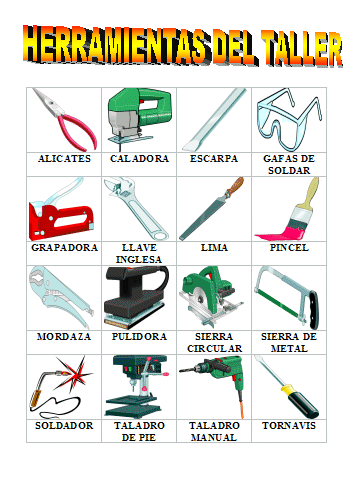 HERRAMIENTAS DEL TALLER
ALICATES
CALADORA
ESCARPA
GAFAS DE
SOLDAR
GRAPADORA
LLAVE
INGLESA
LIMA
PINCEL
MORDAZA
PULIDORA
SIERRA
CIRCULAR
SIERRA DE
METAL
SOLDADOR
TALADRO
DE PIE
TALADRO
MANUAL
TORNAVIS